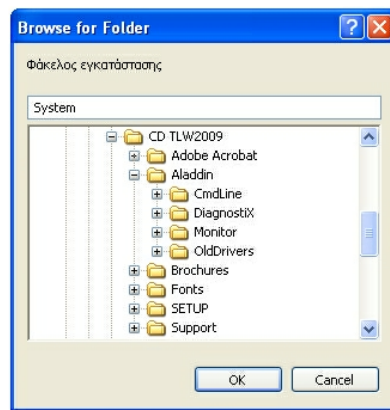 Browse for Folder
Φάκελος εγκατάστασης
System
CD TLW2009
Adobe Acrobat
Aladdin
CmdLine
DiagnostiX
Monitor
OldDrivers
Brochures
Fonts
SETUP
Support
OK Cancel